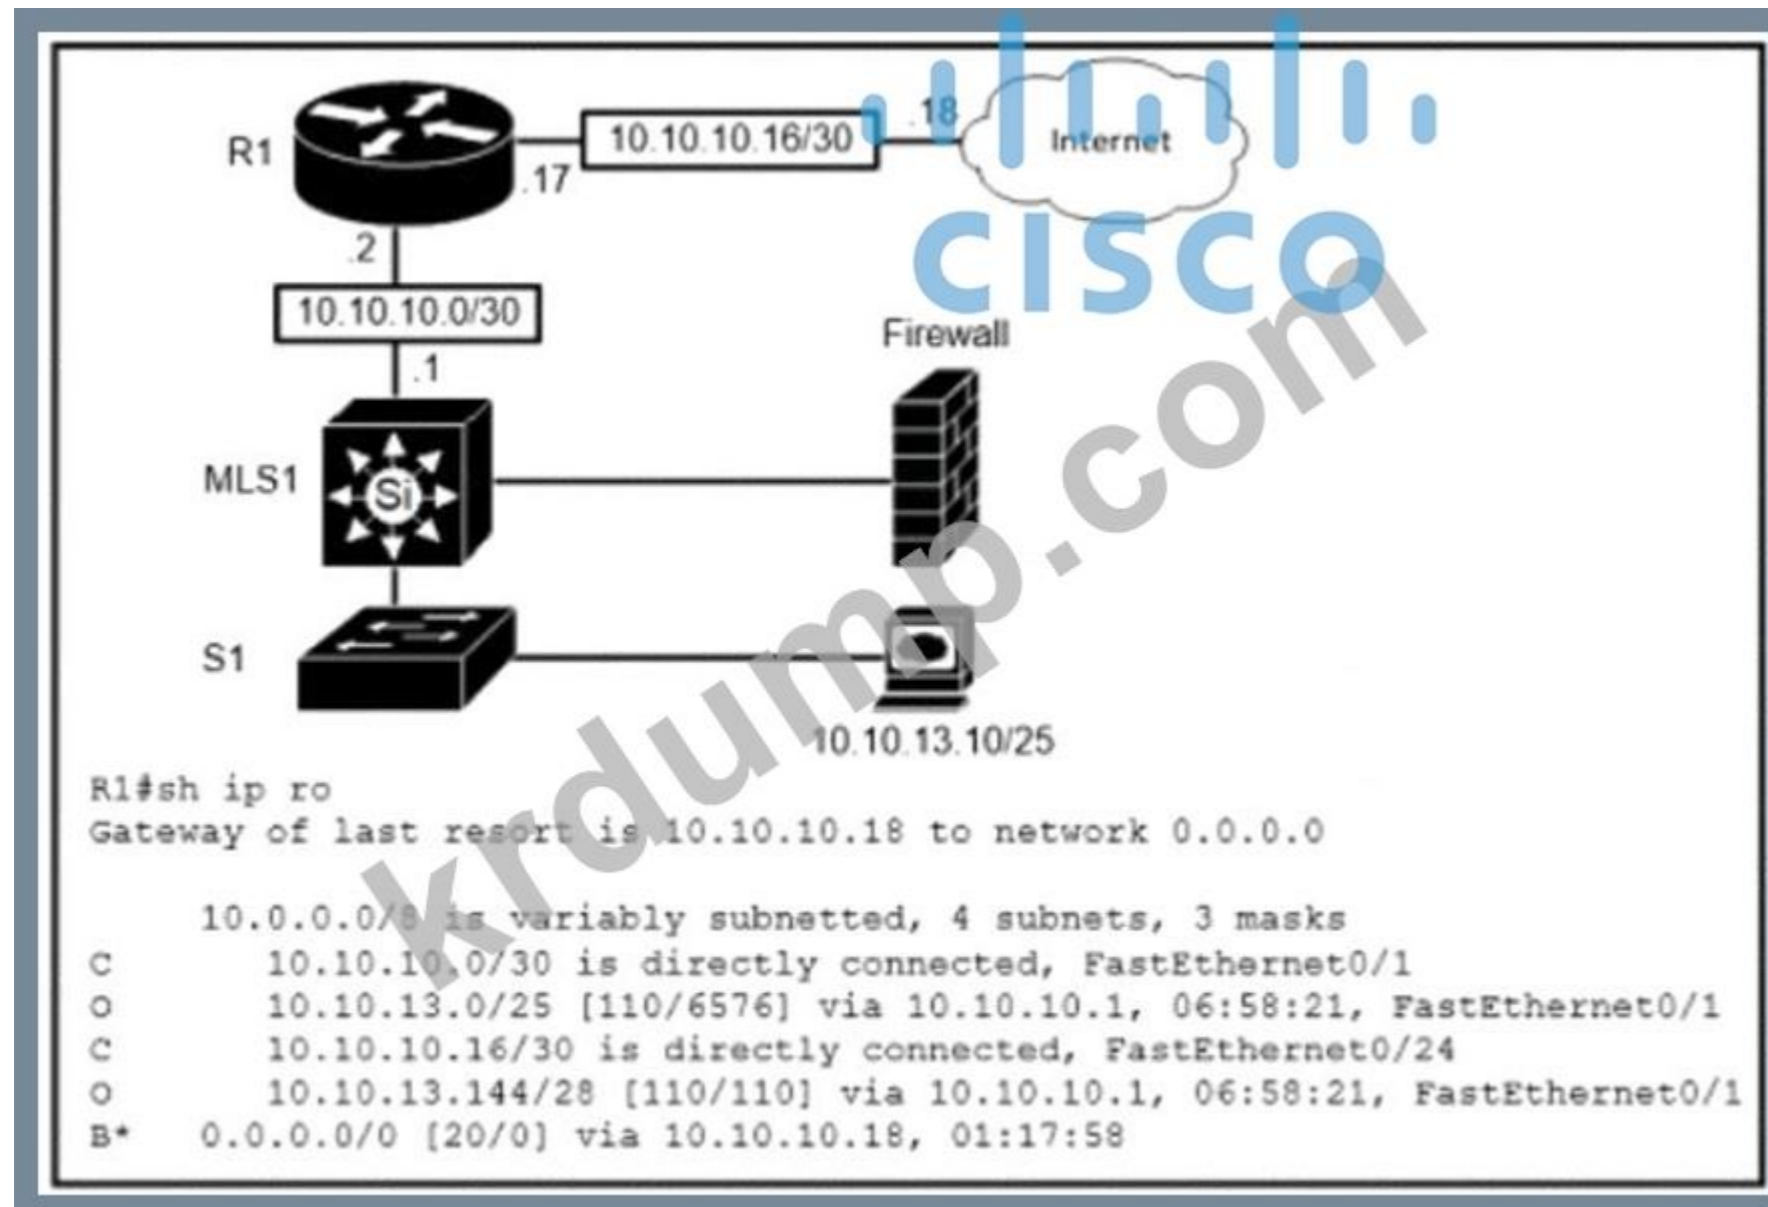 R1
10.10.10.16/30
.18
Internet
.17
CISCO
.2
10.10.10.0/30
Firewall
.1
MLS1
Si
S1
10.10.13.10/25
krdump.com
R1#sh ip ro
Gateway of last resort is 10.10.10.18 to network 0.0.0.0
10.0.0.0/8 is variably subnetted, 4 subnets, 3 masks
C 10.10.10.0/30 is directly connected, FastEthernet0/1
O 10.10.13.0/25 [110/6576] via 10.10.10.1, 06:58:21, FastEthernet0/1
C 10.10.10.16/30 is directly connected, FastEthernet0/24
O 10.10.13.144/28 [110/110] via 10.10.10.1, 06:58:21, FastEthernet0/1
B* 0.0.0.0/0 [20/0] via 10.10.10.18, 01:17:58